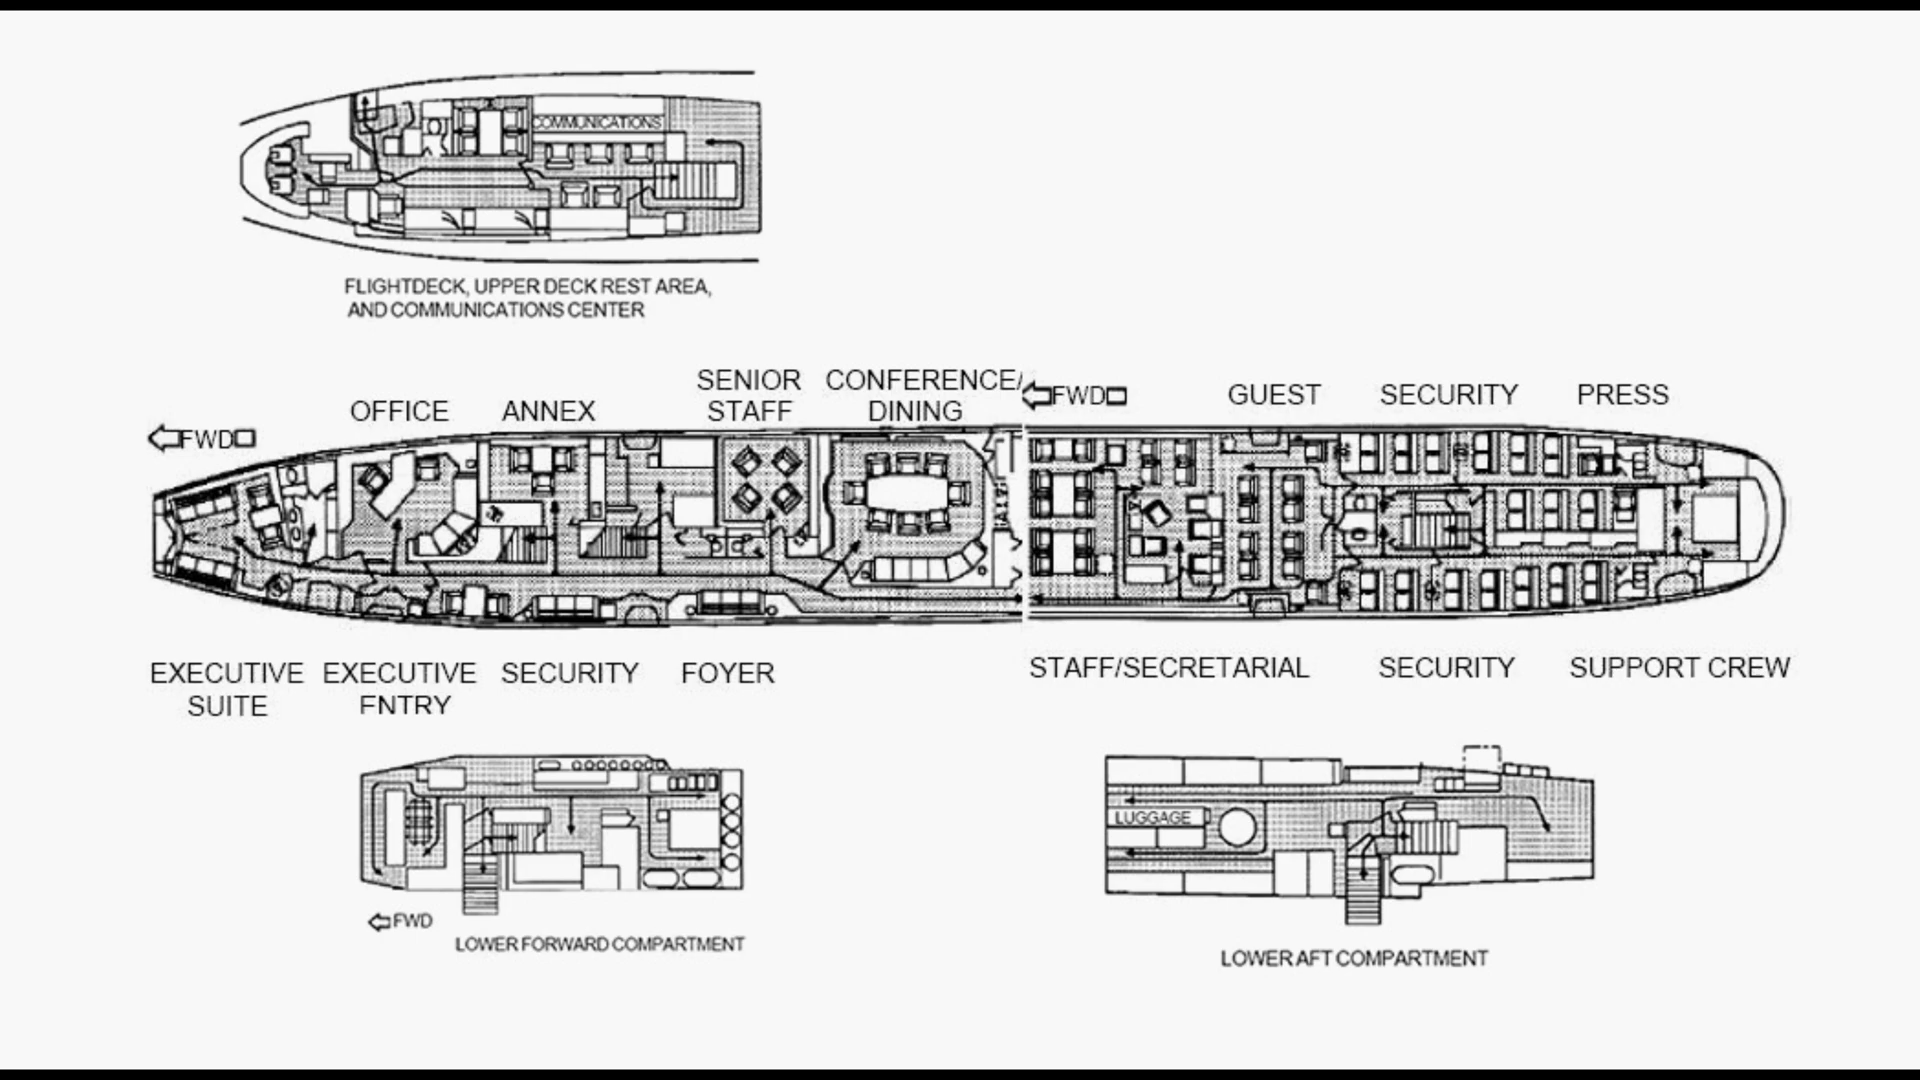 COMMUNICATIONS
FLIGHTDECK, UPPER DECK REST AREA,
AND COMMUNICATIONS CENTER
FWD
OFFICE
ANNEX
SENIOR
STAFF
CONFERENCE/
DINING
FWD
GUEST
SECURITY
PRESS
EXECUTIVE
SUITE
EXECUTIVE
ENTRY
SECURITY
FOYER
STAFF/SECRETARIAL
SECURITY
SUPPORT CREW
FWD
LOWER FORWARD COMPARTMENT
LUGGAGE
LOWER AFT COMPARTMENT